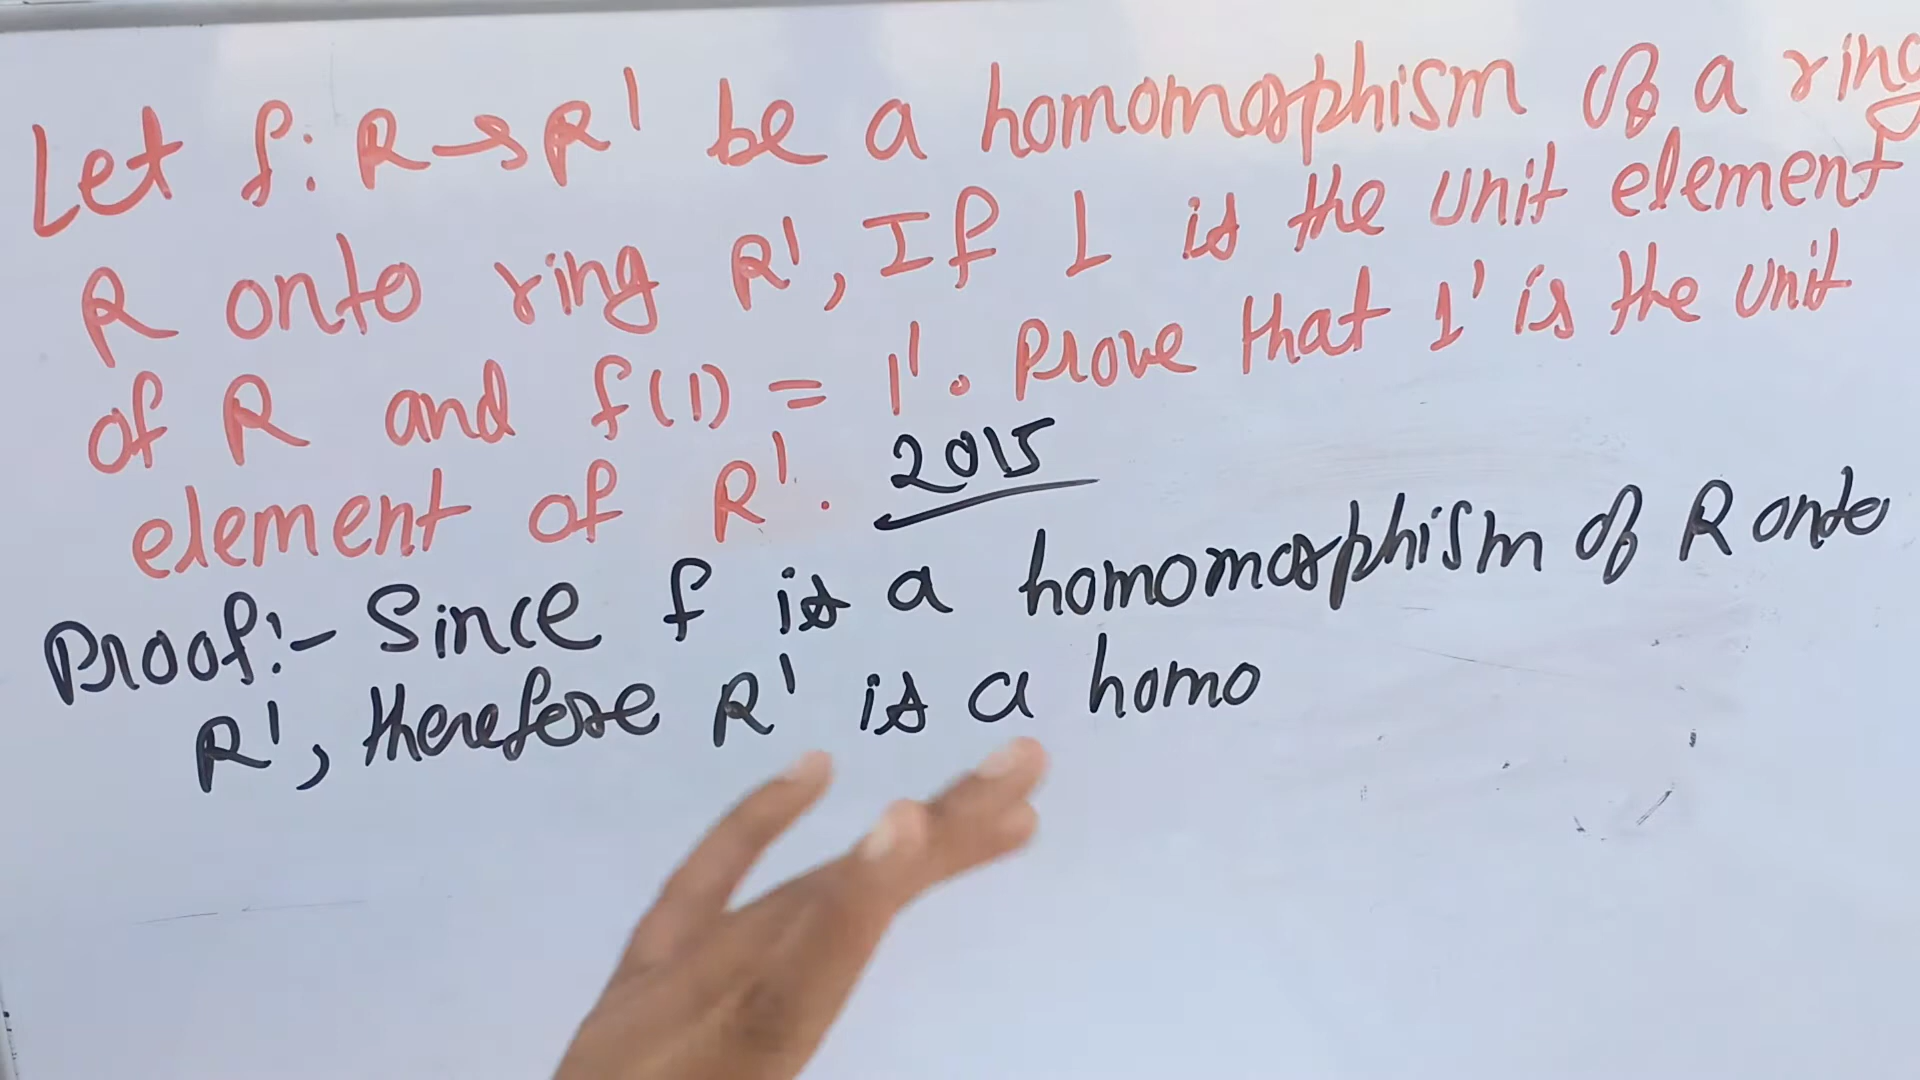 Let f: R→R' be a homomorphism of a ring
R onto ring R', If 1 is the unit element
of R and f(1) = 1'. Prove that 1' is the unit
element of R'. 2015
Proof:- Since f is a homomorphism of R onto
R', therefore R' is a homo